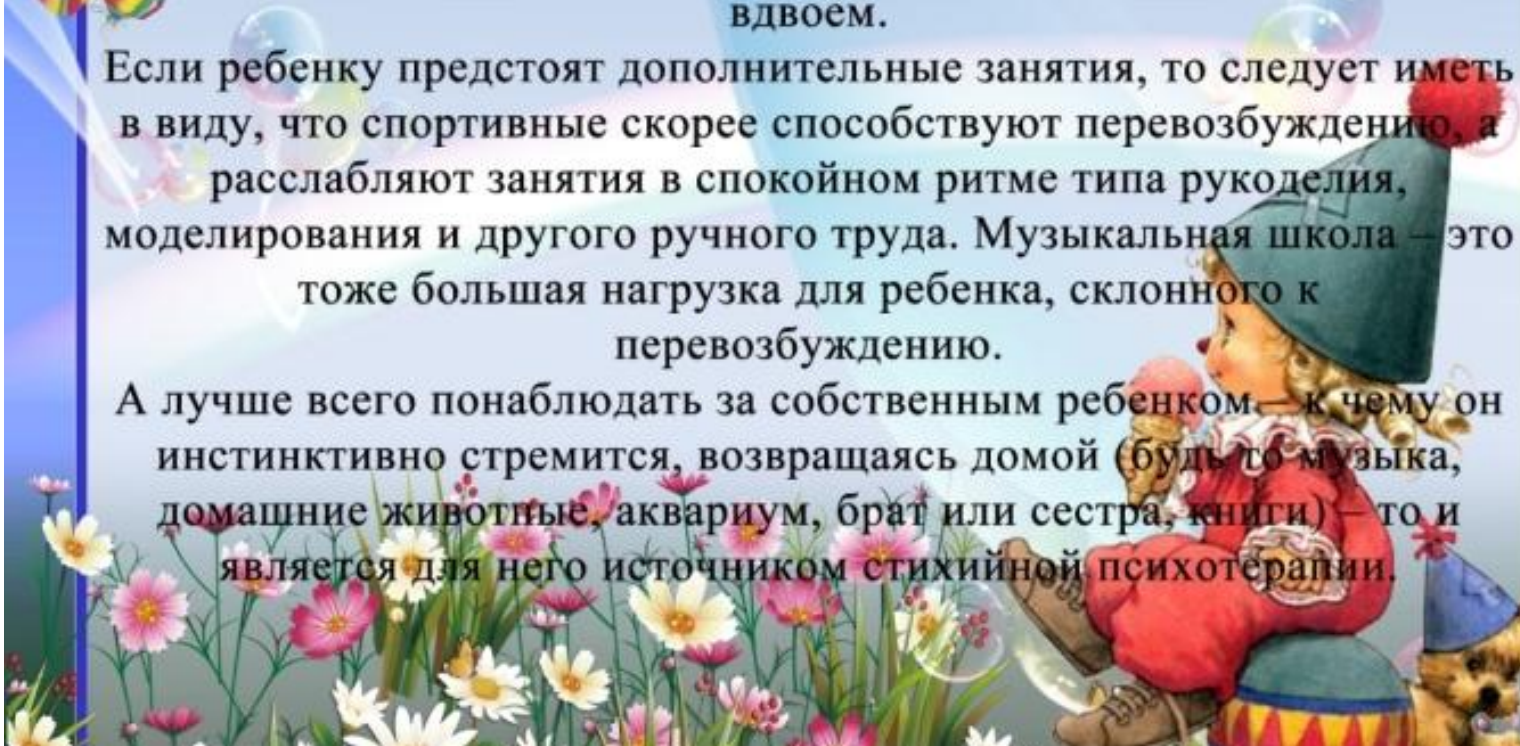 вдвоем.
Если ребенку предстоят дополнительные занятия, то следует иметь
в виду, что спортивные скорее способствуют перевозбуждению, а
расслабляют занятия в спокойном ритме типа рукоделия,
моделирования и другого ручного труда. Музыкальная школа – это
тоже большая нагрузка для ребенка, склонного к
перевозбуждению.
А лучше всего понаблюдать за собственным ребенком – к чему он
инстинктивно стремится, возвращаясь домой (будь то музыка,
домашние животные, аквариум, брат или сестра, книги) – то и
является для него источником стихийной психотерапии.